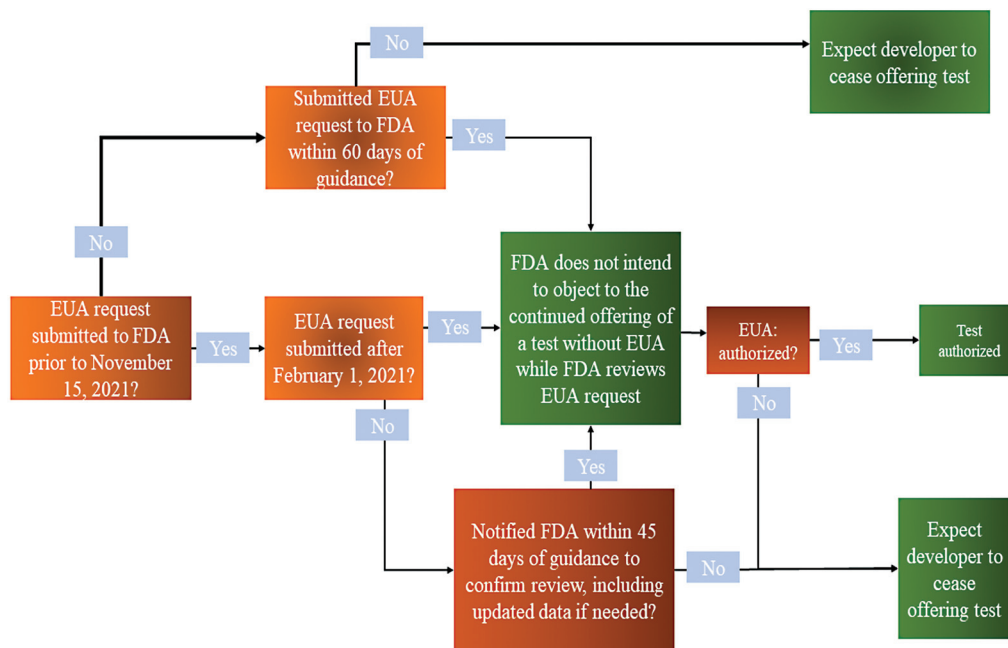 No
Expect developer to
cease offering test
Submitted EUA
request to FDA
within 60 days of
guidance?
Yes
No
EUA request
submitted to FDA
prior to November
15, 2021?
Yes
EUA request
submitted after
February 1, 2021?
Yes
FDA does not intend
to object to the
continued offering of
a test without EUA
while FDA reviews
EUA request
EUA:
authorized?
Yes
Test
authorized
No
No
Yes
Notified FDA within 45
days of guidance to
confirm review, including
updated data if needed?
No
Expect
developer to
cease
offering test